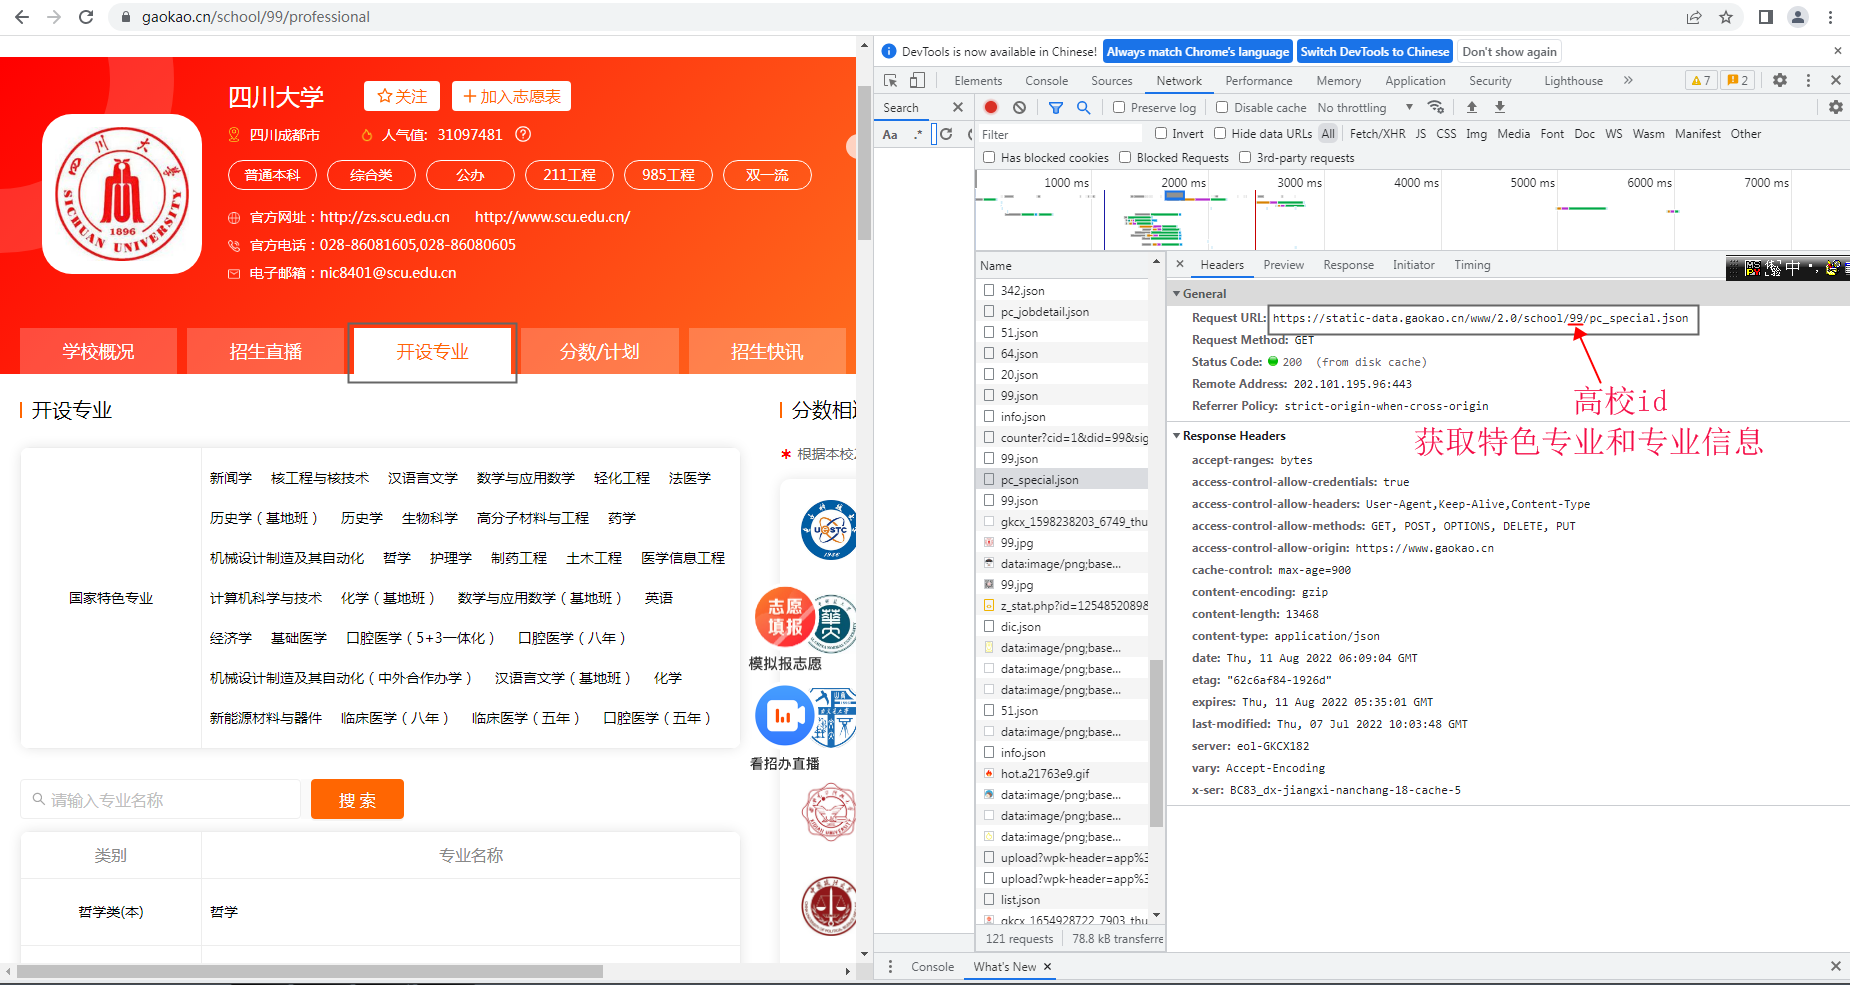 gaokao.cn/school/99/professional
四川大学
关注
加入志愿表
四川成都市
人气值: 31097481
普通本科
综合类
公办
211工程
985工程
双一流
官方网址：http://zs.scu.edu.cn http://www.scu.edu.cn/
官方电话：028-86081605,028-86080605
电子邮箱：nic8401@scu.edu.cn
SICHUAN UNIVERSITY
1896
学校概况
招生直播
开设专业
分数/计划
招生快讯
开设专业
国家特色专业
新闻学 核工程与核技术 汉语言文学 数学与应用数学 轻化工程 法医学
历史学（基地班） 历史学 生物科学 高分子材料与工程 药学
机械设计制造及其自动化 哲学 护理学 制药工程 土木工程 医学信息工程
计算机科学与技术 化学（基地班） 数学与应用数学（基地班） 英语
经济学 基础医学 口腔医学（5+3一体化） 口腔医学（八年）
机械设计制造及其自动化（中外合作办学） 汉语言文学（基地班） 化学
新能源材料与器件 临床医学（八年） 临床医学（五年） 口腔医学（五年）
请输入专业名称
搜 索
类别 专业名称
哲学类(本) 哲学
分数相
* 根据本校
志愿
填报
模拟报志愿
看招办直播
DevTools is now available in Chinese!
Always match Chrome's language
Switch DevTools to Chinese
Don't show again
Elements Console Sources Network Performance Memory Application Security Lighthouse
7
2
Search
Aa .*
Preserve log
Disable cache
No throttling
Filter
Invert
Hide data URLs
All Fetch/XHR JS CSS Img Media Font Doc WS Wasm Manifest Other
Has blocked cookies
Blocked Requests
3rd-party requests
1000 ms 2000 ms 3000 ms 4000 ms 5000 ms 6000 ms 7000 ms
Name
342.json
pc_jobdetail.json
51.json
64.json
20.json
99.json
info.json
counter?cid=1&did=99&sig
99.json
pc_special.json
99.json
gkcx_1598238203_6749_thu
99.jpg
data:image/png;base...
99.jpg
z_stat.php?id=1254852089&
dic.json
data:image/png;base...
data:image/png;base...
data:image/png;base...
51.json
data:image/png;base...
info.json
hot.a21763e9.gif
data:image/png;base...
data:image/png;base...
data:image/png;base...
upload?wpk-header=app%3
upload?wpk-header=app%3
list.json
gkcx_1654928722_7903_thu
121 requests
78.8 kB transferre
Headers Preview Response Initiator Timing
中
General
Request URL: https://static-data.gaokao.cn/www/2.0/school/99/pc_special.json
Request Method: GET
Status Code: 200 (from disk cache)
Remote Address: 202.101.195.96:443
Referrer Policy: strict-origin-when-cross-origin
高校id
获取特色专业和专业信息
Response Headers
accept-ranges: bytes
access-control-allow-credentials: true
access-control-allow-headers: User-Agent,Keep-Alive,Content-Type
access-control-allow-methods: GET, POST, OPTIONS, DELETE, PUT
access-control-allow-origin: https://www.gaokao.cn
cache-control: max-age=900
content-encoding: gzip
content-length: 13468
content-type: application/json
date: Thu, 11 Aug 2022 06:09:04 GMT
etag: "62c6af84-1926d"
expires: Thu, 11 Aug 2022 05:35:01 GMT
last-modified: Thu, 07 Jul 2022 10:03:48 GMT
server: eol-GKCX182
vary: Accept-Encoding
x-ser: BC83_dx-jiangxi-nanchang-18-cache-5
Console
What's New